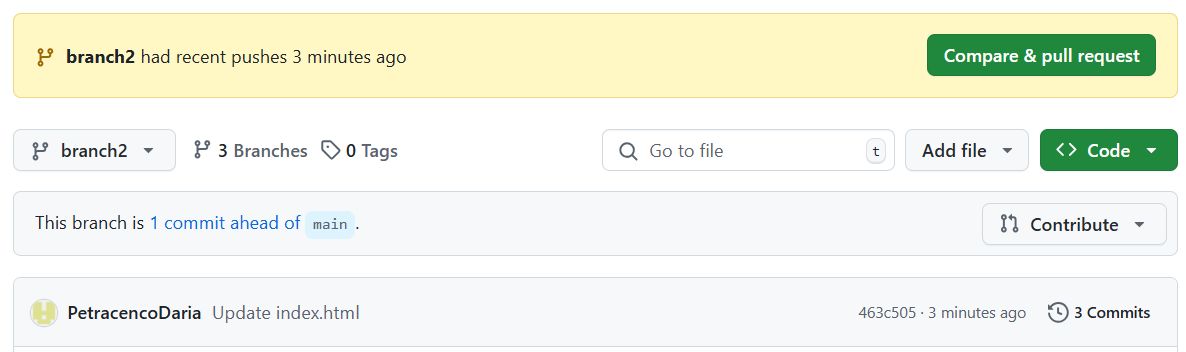 branch2 had recent pushes 3 minutes ago
Compare & pull request
branch2
3 Branches
0 Tags
Go to file
t
Add file
<> Code
This branch is 1 commit ahead of main.
Contribute
PetracencoDaria Update index.html
463c505 · 3 minutes ago
3 Commits